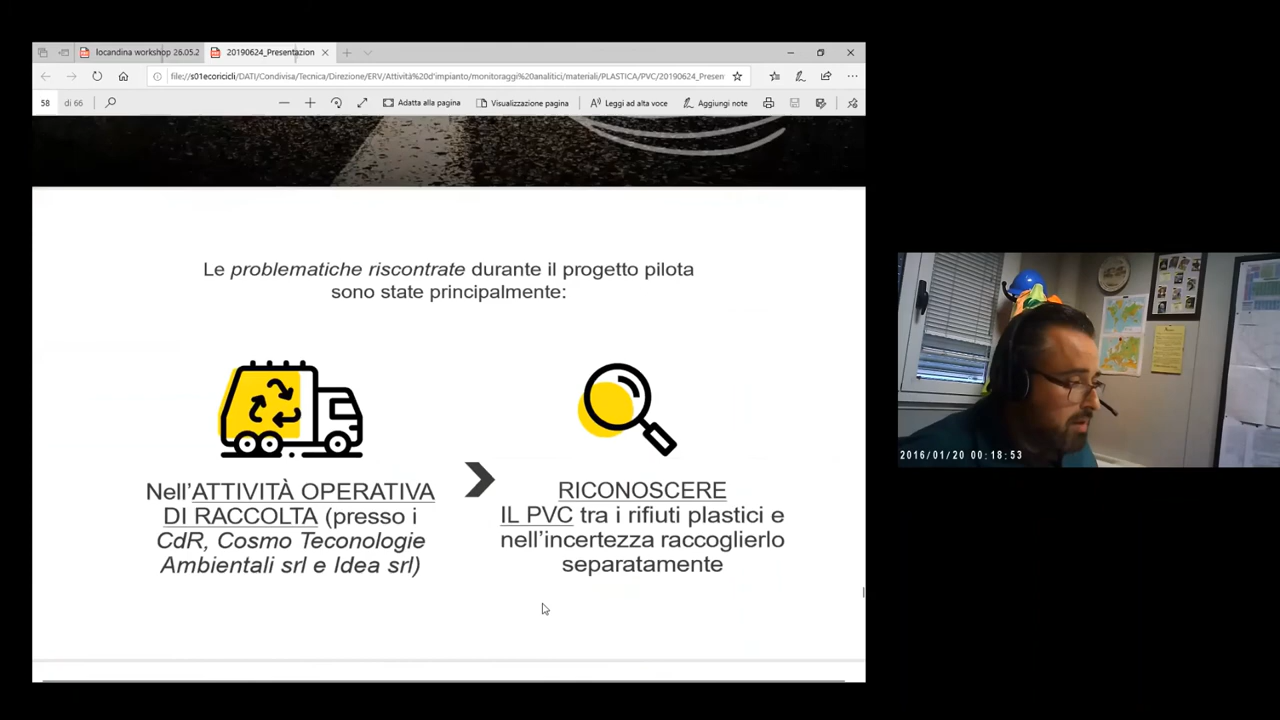 locandina workshop 26.05.2
20190624_Presentazion
file://s01ecoricicli/DATI/Condivisa/Tecnica/Direzione/ERV/Attività%20d'impianto/monitoraggi%20analitici/materiali/PLASTICA/PVC/20190624_Presen
58 di 66
Adatta alla pagina
Visualizzazione pagina
Leggi ad alta voce
Aggiungi note
Le problematiche riscontrate durante il progetto pilota
sono state principalmente:
Nell'ATTIVITÀ OPERATIVA
DI RACCOLTA (presso i
CdR, Cosmo Teconologie
Ambientali srl e Idea srl)
RICONOSCERE
IL PVC tra i rifiuti plastici e
nell'incertezza raccoglierlo
separatamente
2016/01/20 00:18:53